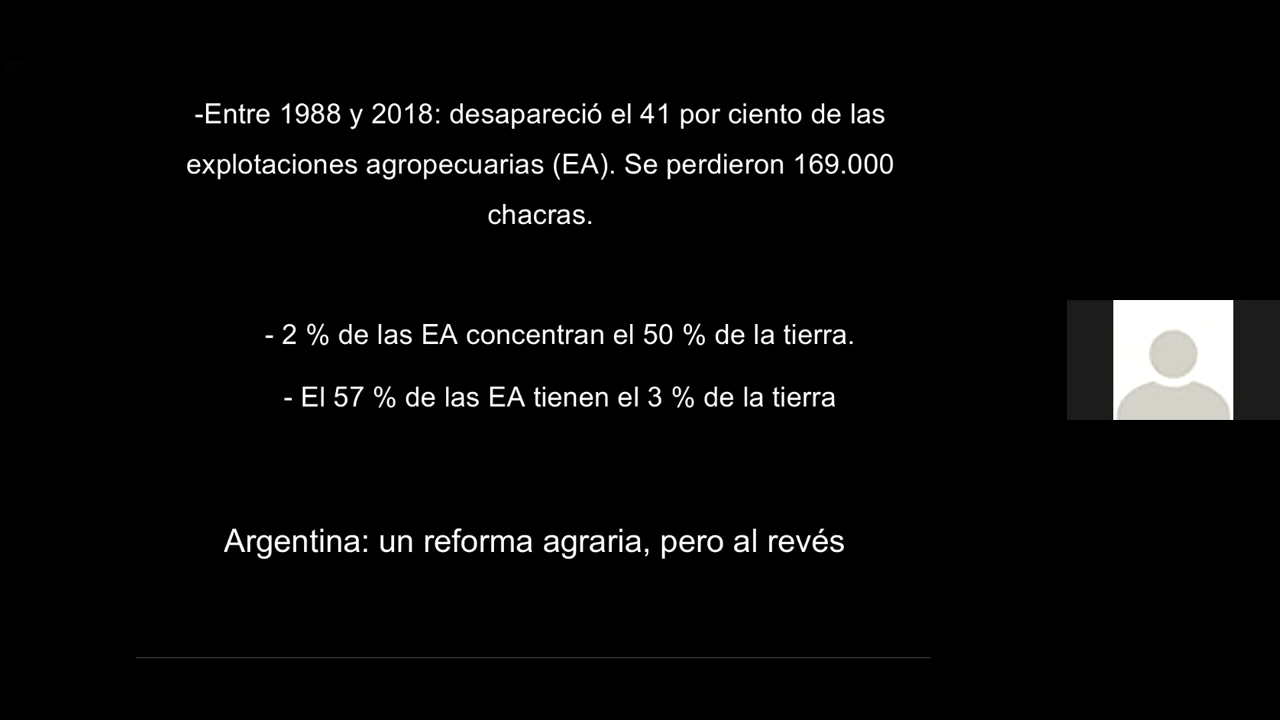 -Entre 1988 y 2018: desapareció el 41 por ciento de las
explotaciones agropecuarias (EA). Se perdieron 169.000
chacras.
- 2 % de las EA concentran el 50 % de la tierra.
- El 57 % de las EA tienen el 3 % de la tierra
Argentina: un reforma agraria, pero al revés